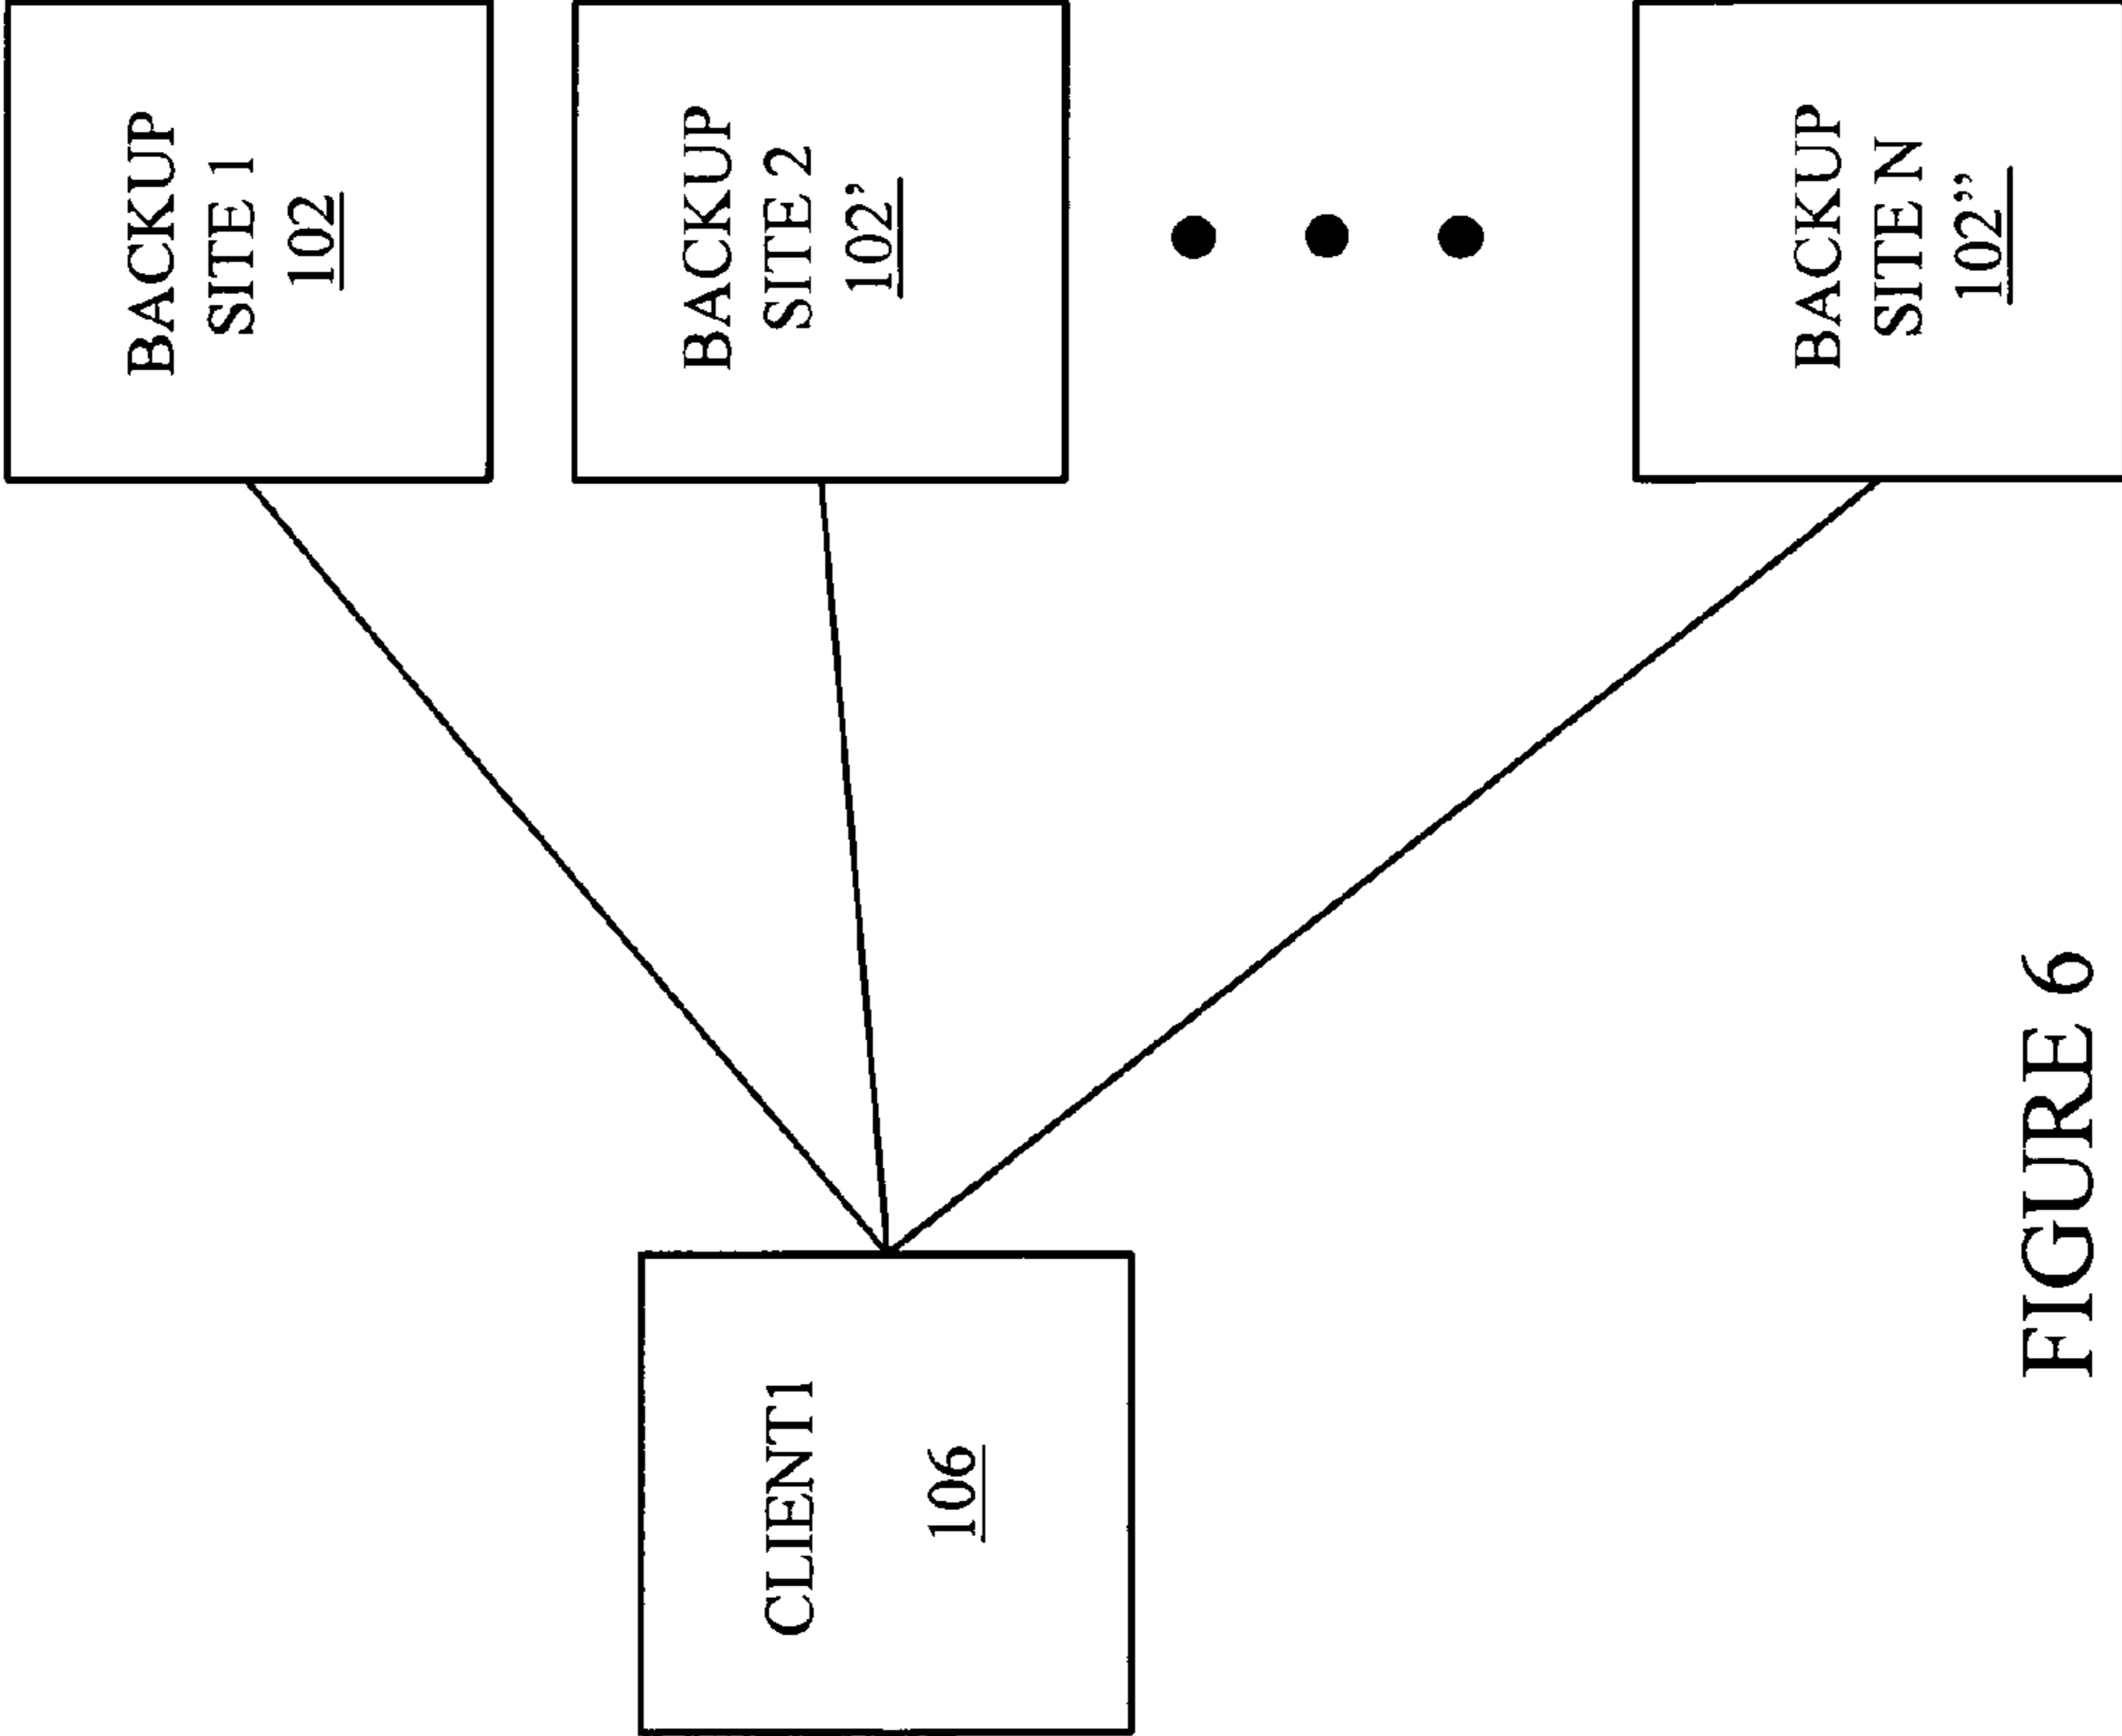 BACKUP
SITE 1
102
BACKUP
SITE 2
102’
BACKUP
SITE N
102’’
CLIENT1
106
FIGURE 6